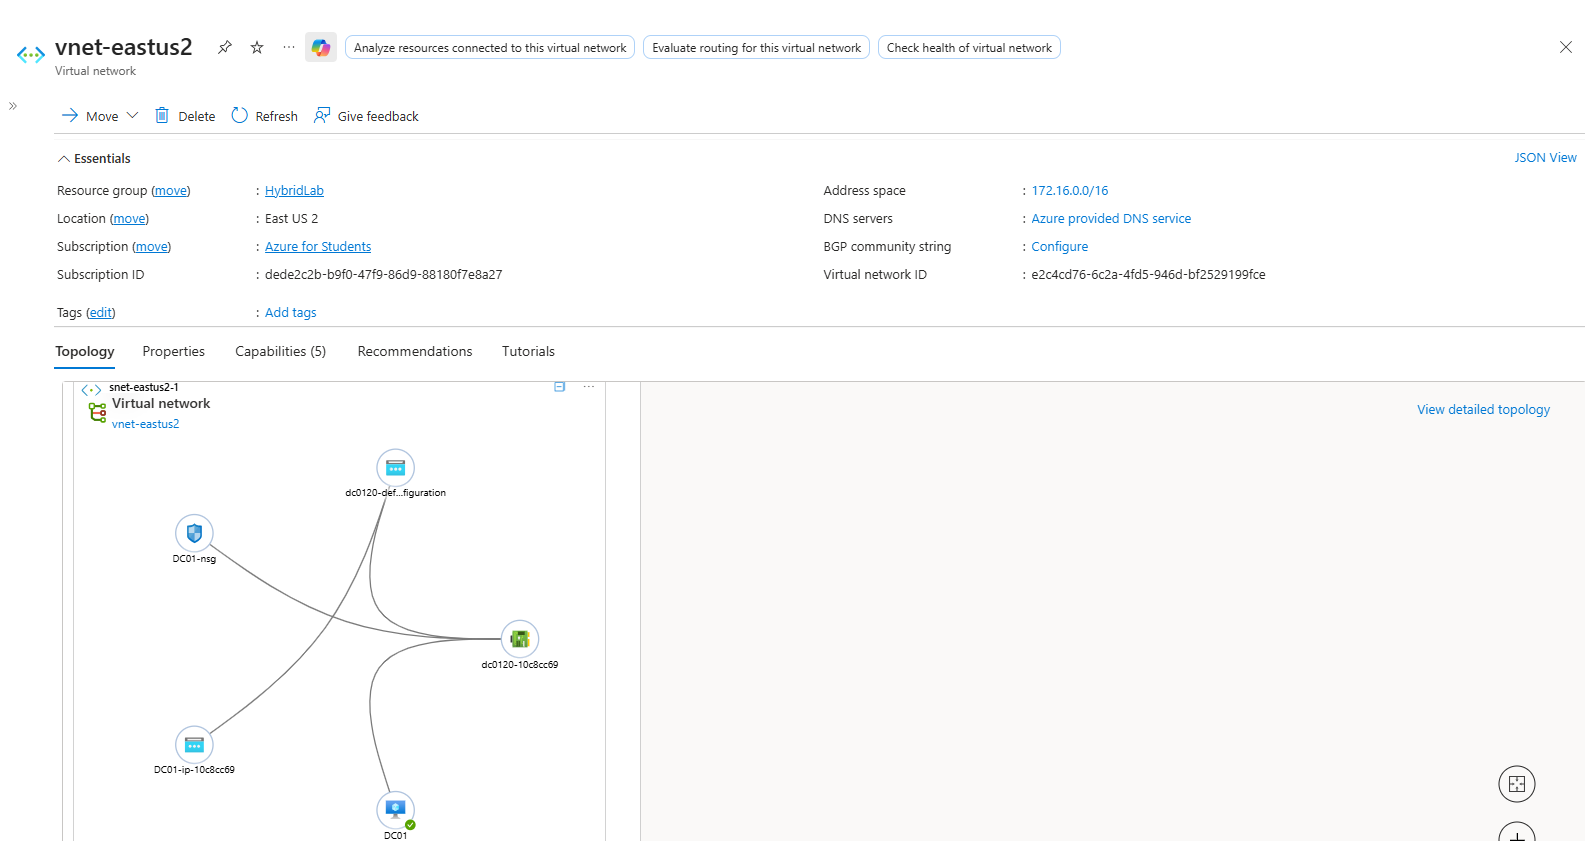 vnet-eastus2
Analyze resources connected to this virtual network
Evaluate routing for this virtual network
Check health of virtual network
Virtual network
Move
Delete
Refresh
Give feedback
Essentials
JSON View
Resource group (move) : HybridLab
Location (move) : East US 2
Subscription (move) : Azure for Students
Subscription ID : dede2c2b-b9f0-47f9-86d9-88180f7e8a27
Address space : 172.16.0.0/16
DNS servers : Azure provided DNS service
BGP community string : Configure
Virtual network ID : e2c4cd76-6c2a-4fd5-946d-bf2529199fce
Tags (edit) : Add tags
Topology
Properties
Capabilities (5)
Recommendations
Tutorials
snet-eastus2-1
Virtual network
vnet-eastus2
View detailed topology
dc0120-def...figuration
DC01-nsg
dc0120-10c8cc69
DC01-ip-10c8cc69
DC01